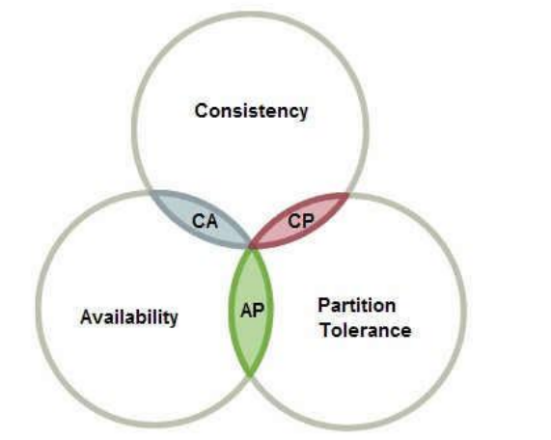 Consistency
CA
CP
Availability
AP
Partition
Tolerance